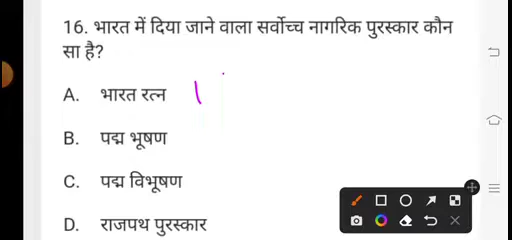 16. भारत में दिया जाने वाला सर्वोच्च नागरिक पुरस्कार कौन
सा है?
A. भारत रत्न
B. पद्म भूषण
C. पद्म विभूषण
D. राजपथ पुरस्कार